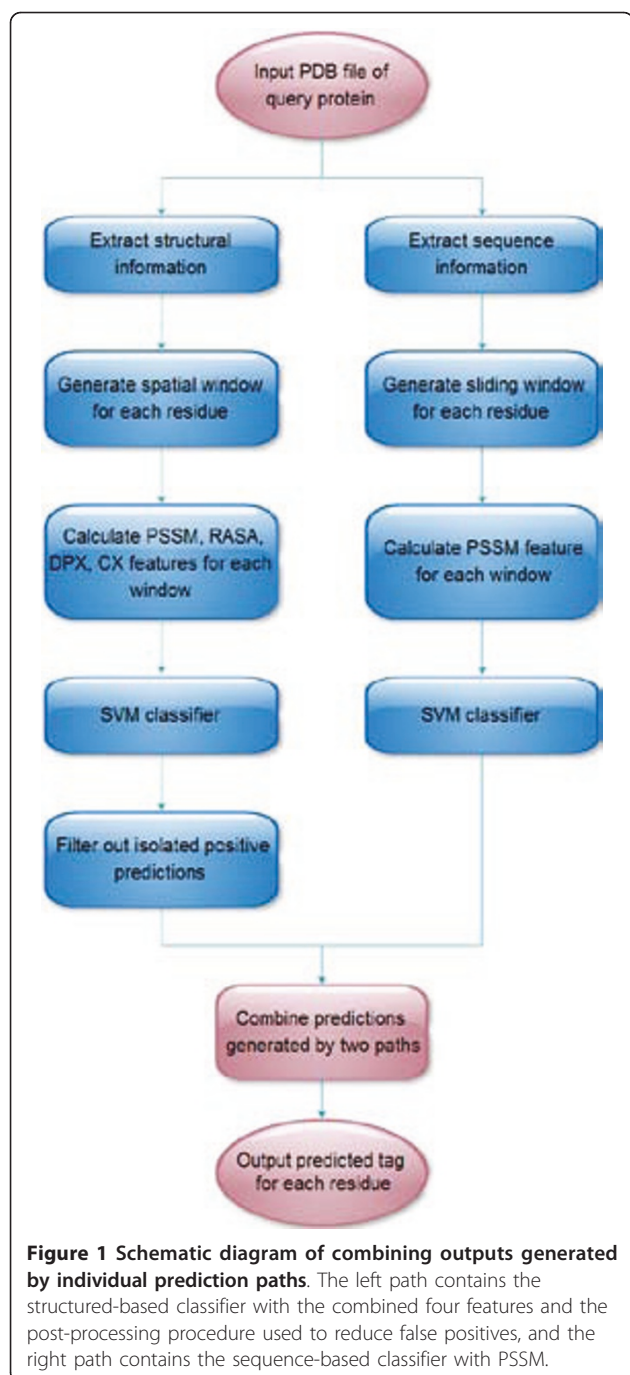 Input PDB file of
query protein
Extract structural
information
Extract sequence
information
Generate spatial window
for each residue
Generate sliding window
for each residue
Calculate PSSM, RASA,
DPX, CX features for each
window
Calculate PSSM feature
for each window
SVM classifier
SVM classifier
Filter out isolated positive
predictions
Combine predictions
generated by two paths
Output predicted tag
for each residue
Figure 1 Schematic diagram of combining outputs generated
by individual prediction paths. The left path contains the
structured-based classifier with the combined four features and the
post-processing procedure used to reduce false positives, and the
right path contains the sequence-based classifier with PSSM.